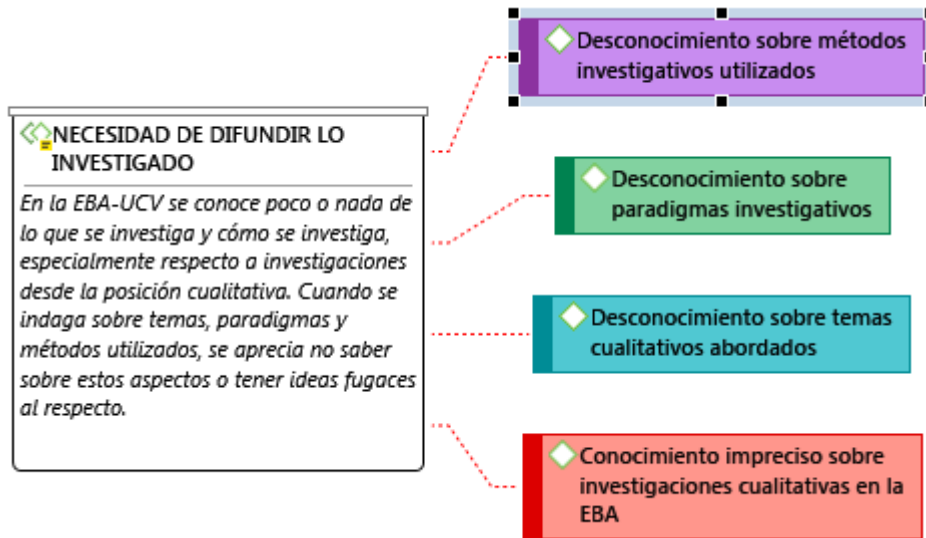 NECESIDAD DE DIFUNDIR LO
INVESTIGADO
En la EBA-UCV se conoce poco o nada de
lo que se investiga y cómo se investiga,
especialmente respecto a investigaciones
desde la posición cualitativa. Cuando se
indaga sobre temas, paradigmas y
métodos utilizados, se aprecia no saber
sobre estos aspectos o tener ideas fugaces
al respecto.
Desconocimiento sobre métodos
investigativos utilizados
Desconocimiento sobre
paradigmas investigativos
Desconocimiento sobre temas
cualitativos abordados
Conocimiento impreciso sobre
investigaciones cualitativas en la
EBA